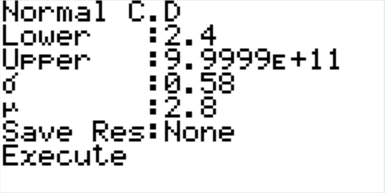 Normal C.D
Lower :2.4
Upper :9.9999E+11
σ :0.58
μ :2.8
Save Res:None
Execute